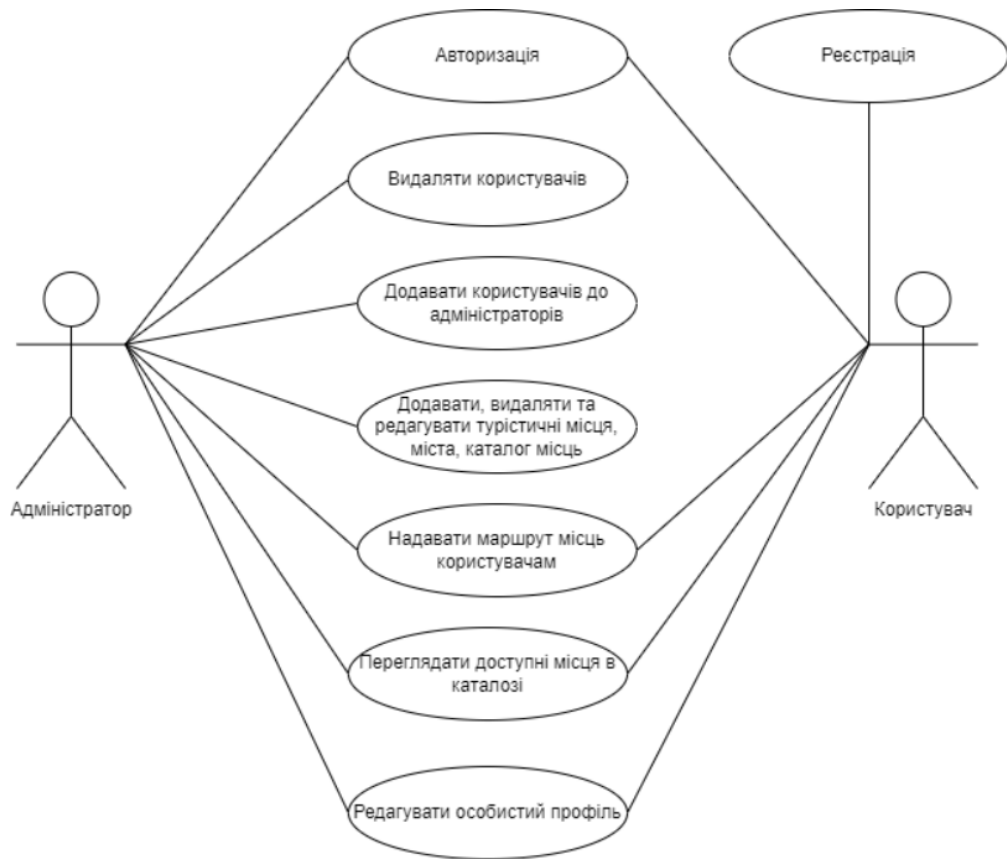 Авторизація
Реєстрація
Видаляти користувачів
Додавати користувачів до
адміністраторів
Додавати, видаляти та
редагувати турістичні місця,
міста, каталог місць
Адміністратор
Користувач
Надавати маршрут місць
користувачам
Переглядати доступні місця в
каталозі
Редагувати особистий профіль